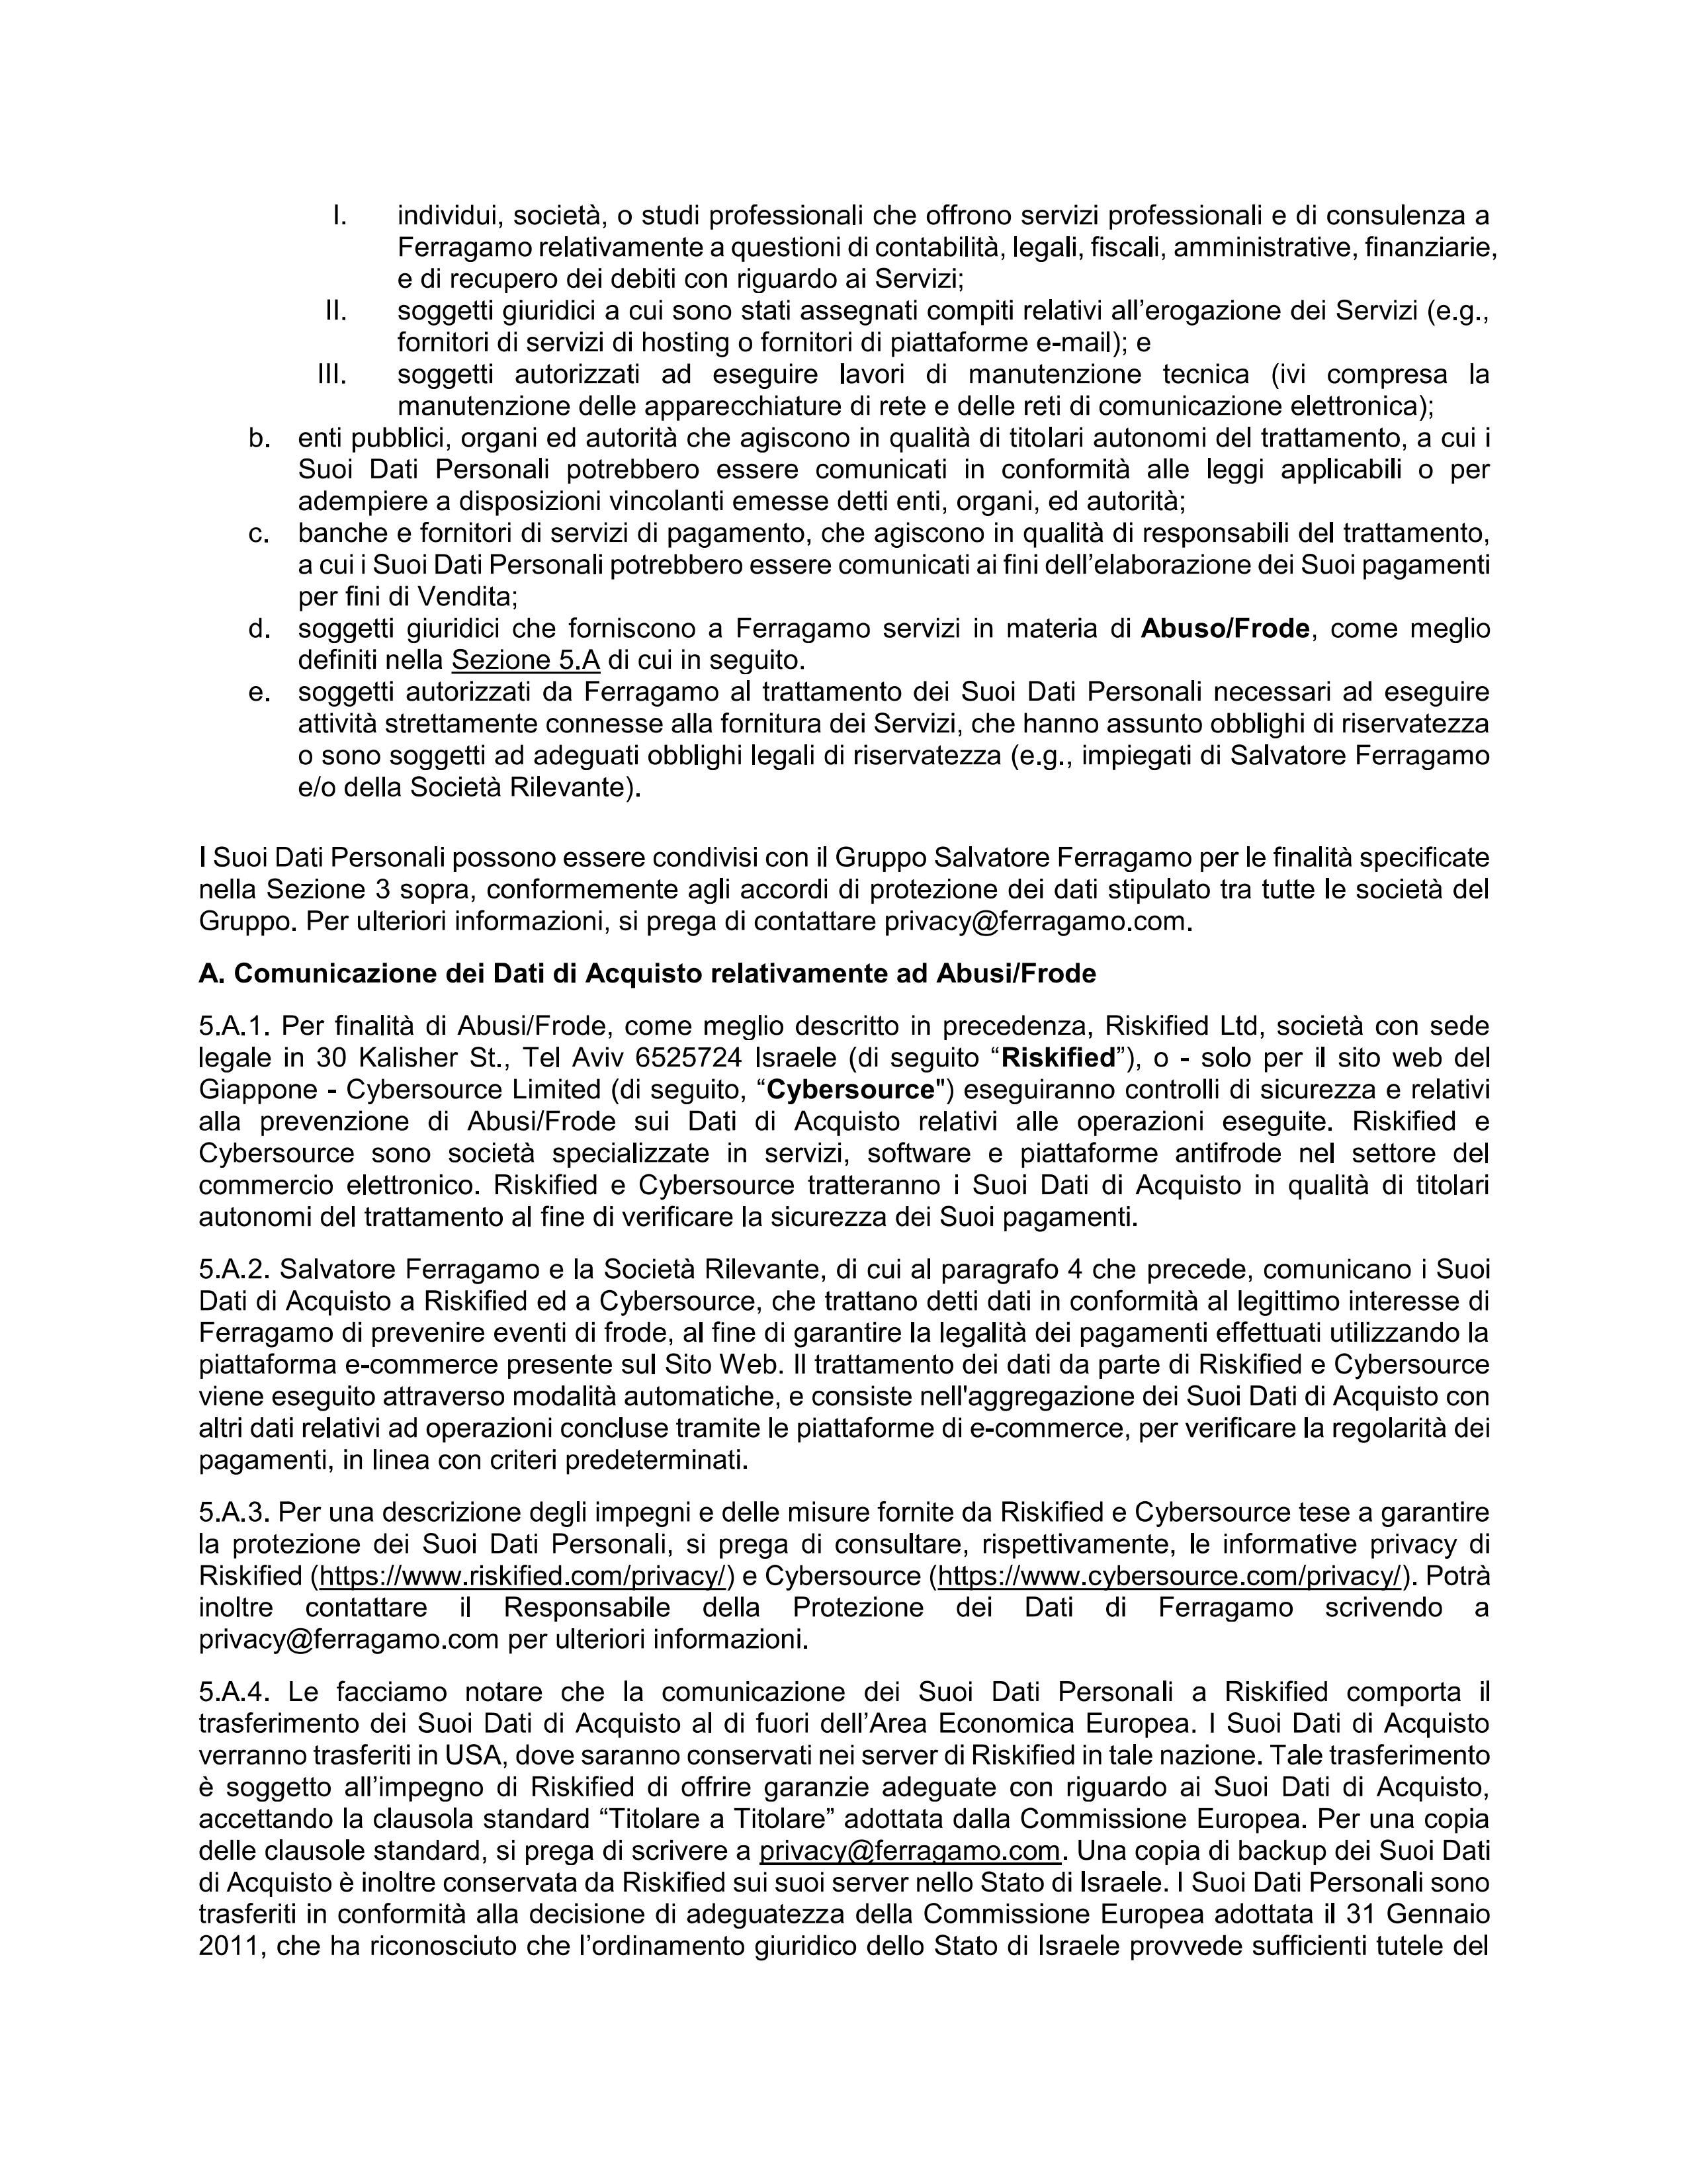 I. individui, società, o studi professionali che offrono servizi professionali e di consulenza a
Ferragamo relativamente a questioni di contabilità, legali, fiscali, amministrative, finanziarie,
e di recupero dei debiti con riguardo ai Servizi;
II. soggetti giuridici a cui sono stati assegnati compiti relativi all’erogazione dei Servizi (e.g.,
fornitori di servizi di hosting o fornitori di piattaforme e-mail); e
III. soggetti autorizzati ad eseguire lavori di manutenzione tecnica (ivi compresa la
manutenzione delle apparecchiature di rete e delle reti di comunicazione elettronica);
b. enti pubblici, organi ed autorità che agiscono in qualità di titolari autonomi del trattamento, a cui i
Suoi Dati Personali potrebbero essere comunicati in conformità alle leggi applicabili o per
adempiere a disposizioni vincolanti emesse detti enti, organi, ed autorità;
c. banche e fornitori di servizi di pagamento, che agiscono in qualità di responsabili del trattamento,
a cui i Suoi Dati Personali potrebbero essere comunicati ai fini dell’elaborazione dei Suoi pagamenti
per fini di Vendita;
d. soggetti giuridici che forniscono a Ferragamo servizi in materia di Abuso/Frode, come meglio
definiti nella Sezione 5.A di cui in seguito.
e. soggetti autorizzati da Ferragamo al trattamento dei Suoi Dati Personali necessari ad eseguire
attività strettamente connesse alla fornitura dei Servizi, che hanno assunto obblighi di riservatezza
o sono soggetti ad adeguati obblighi legali di riservatezza (e.g., impiegati di Salvatore Ferragamo
e/o della Società Rilevante).
I Suoi Dati Personali possono essere condivisi con il Gruppo Salvatore Ferragamo per le finalità specificate
nella Sezione 3 sopra, conformemente agli accordi di protezione dei dati stipulato tra tutte le società del
Gruppo. Per ulteriori informazioni, si prega di contattare privacy@ferragamo.com.
A. Comunicazione dei Dati di Acquisto relativamente ad Abusi/Frode
5.A.1. Per finalità di Abusi/Frode, come meglio descritto in precedenza, Riskified Ltd, società con sede
legale in 30 Kalisher St., Tel Aviv 6525724 Israele (di seguito “Riskified”), o - solo per il sito web del
Giappone - Cybersource Limited (di seguito, “Cybersource") eseguiranno controlli di sicurezza e relativi
alla prevenzione di Abusi/Frode sui Dati di Acquisto relativi alle operazioni eseguite. Riskified e
Cybersource sono società specializzate in servizi, software e piattaforme antifrode nel settore del
commercio elettronico. Riskified e Cybersource tratteranno i Suoi Dati di Acquisto in qualità di titolari
autonomi del trattamento al fine di verificare la sicurezza dei Suoi pagamenti.
5.A.2. Salvatore Ferragamo e la Società Rilevante, di cui al paragrafo 4 che precede, comunicano i Suoi
Dati di Acquisto a Riskified ed a Cybersource, che trattano detti dati in conformità al legittimo interesse di
Ferragamo di prevenire eventi di frode, al fine di garantire la legalità dei pagamenti effettuati utilizzando la
piattaforma e-commerce presente sul Sito Web. Il trattamento dei dati da parte di Riskified e Cybersource
viene eseguito attraverso modalità automatiche, e consiste nell'aggregazione dei Suoi Dati di Acquisto con
altri dati relativi ad operazioni concluse tramite le piattaforme di e-commerce, per verificare la regolarità dei
pagamenti, in linea con criteri predeterminati.
5.A.3. Per una descrizione degli impegni e delle misure fornite da Riskified e Cybersource tese a garantire
la protezione dei Suoi Dati Personali, si prega di consultare, rispettivamente, le informative privacy di
Riskified (https://www.riskified.com/privacy/) e Cybersource (https://www.cybersource.com/privacy/). Potrà
inoltre contattare il Responsabile della Protezione dei Dati di Ferragamo scrivendo a
privacy@ferragamo.com per ulteriori informazioni.
5.A.4. Le facciamo notare che la comunicazione dei Suoi Dati Personali a Riskified comporta il
trasferimento dei Suoi Dati di Acquisto al di fuori dell’Area Economica Europea. I Suoi Dati di Acquisto
verranno trasferiti in USA, dove saranno conservati nei server di Riskified in tale nazione. Tale trasferimento
è soggetto all’impegno di Riskified di offrire garanzie adeguate con riguardo ai Suoi Dati di Acquisto,
accettando la clausola standard “Titolare a Titolare” adottata dalla Commissione Europea. Per una copia
delle clausole standard, si prega di scrivere a privacy@ferragamo.com. Una copia di backup dei Suoi Dati
di Acquisto è inoltre conservata da Riskified sui suoi server nello Stato di Israele. I Suoi Dati Personali sono
trasferiti in conformità alla decisione di adeguatezza della Commissione Europea adottata il 31 Gennaio
2011, che ha riconosciuto che l’ordinamento giuridico dello Stato di Israele provvede sufficienti tutele del